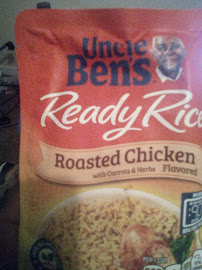 Uncle
Ben's
Ready Rice
Roasted Chicken
with Carrots & Herbs Flavored